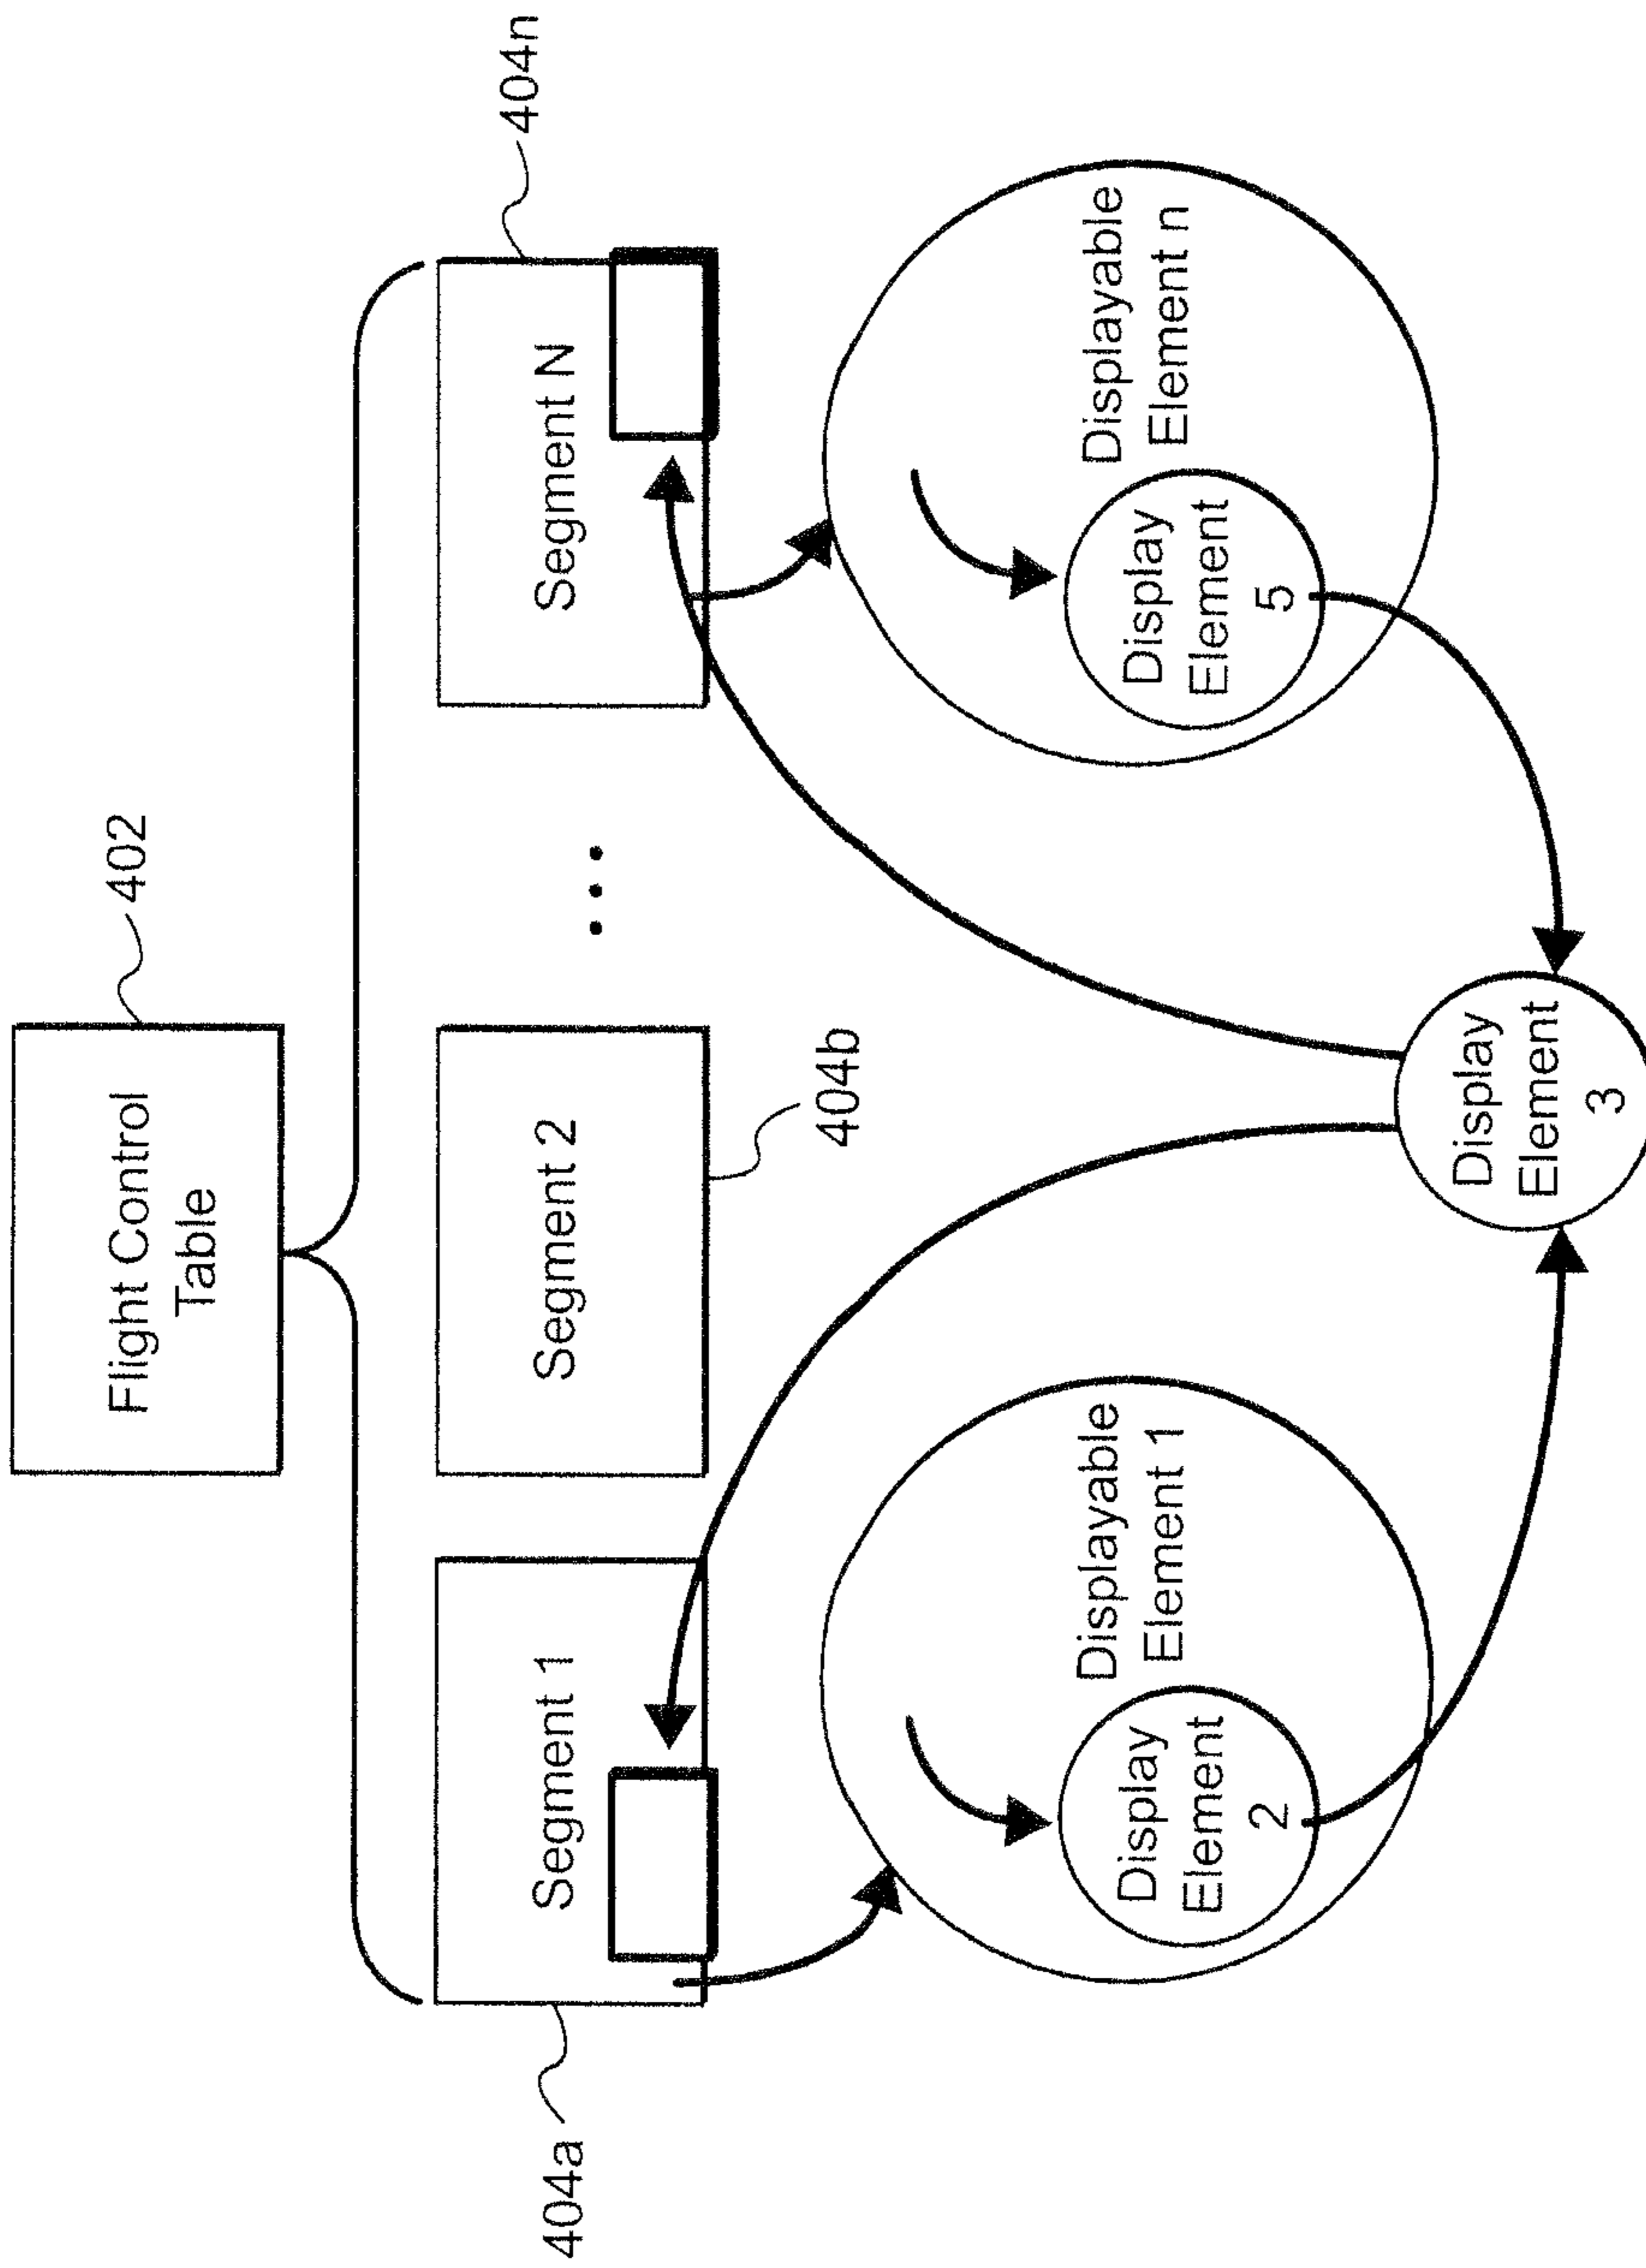 Flight Control
Table
402
404a
Segment 1
Segment 2
404b
...
Segment N
404n
Displayable
Element 1
Display
Element
2
Displayable
Element n
Display
Element
5
Display
Element
3